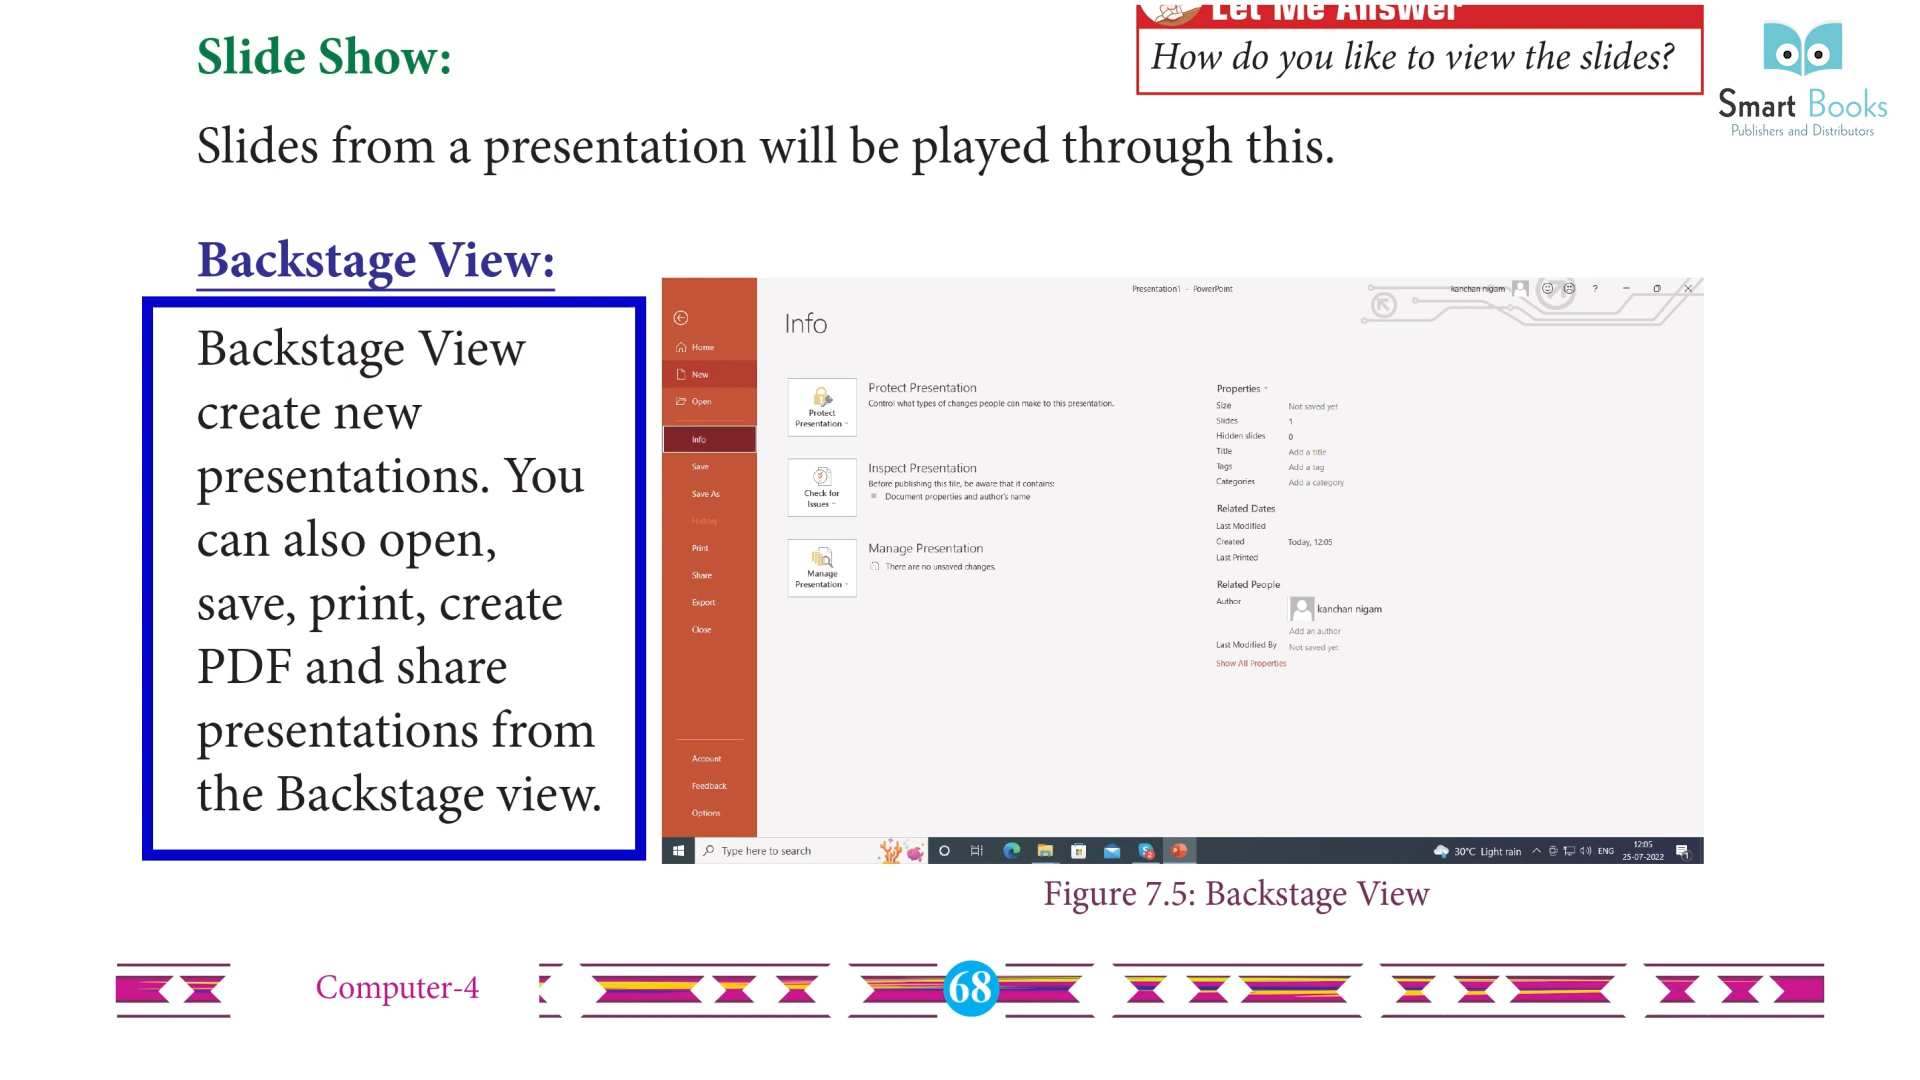 Let Me Answer
Slide Show:
How do you like to view the slides?
Smart Books
Publishers and Distributors
Slides from a presentation will be played through this.
Backstage View:
Backstage View
create new
presentations. You
can also open,
save, print, create
PDF and share
presentations from
the Backstage view.
Presentation1 - PowerPoint
kanchan nigam
?
Info
Home
New
Open
Info
Save
Save As
History
Print
Share
Export
Close
Account
Feedback
Options
Protect
Presentation
Protect Presentation
Control what types of changes people can make to this presentation.
Check for
Issues
Inspect Presentation
Before publishing this file, be aware that it contains:
Document properties and author's name
Manage
Presentation
Manage Presentation
There are no unsaved changes.
Properties
Size Not saved yet
Slides 1
Hidden slides 0
Title Add a title
Tags Add a tag
Categories Add a category
Related Dates
Last Modified
Created Today, 12:05
Last Printed
Related People
Author kanchan nigam
Add an author
Last Modified By Not saved yet
Show All Properties
Type here to search
30°C Light rain
ENG
12:05
25-07-2022
Figure 7.5: Backstage View
Computer-4
68